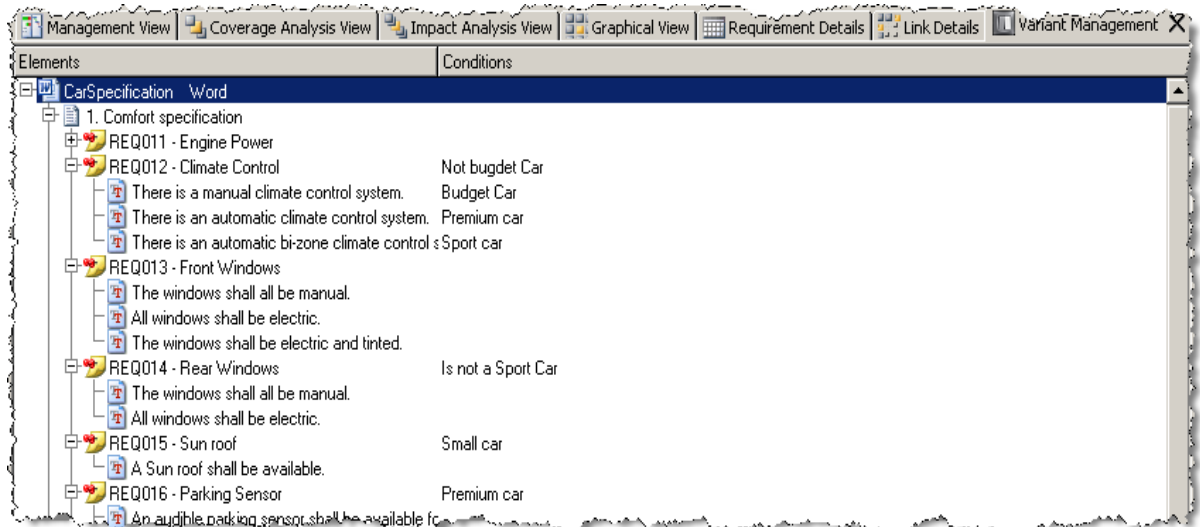 Management View Coverage Analysis View Impact Analysis View Graphical View Requirement Details Link Details Variant Management X
Elements Conditions
CarSpecification Word
1. Comfort specification
REQ011 - Engine Power
REQ012 - Climate Control Not bugdet Car
There is a manual climate control system. Budget Car
There is an automatic climate control system. Premium car
There is an automatic bi-zone climate control s Sport car
REQ013 - Front Windows
The windows shall all be manual.
All windows shall be electric.
The windows shall be electric and tinted.
REQ014 - Rear Windows Is not a Sport Car
The windows shall all be manual.
All windows shall be electric.
REQ015 - Sun roof Small car
A Sun roof shall be available.
REQ016 - Parking Sensor Premium car
An audible parking sensor shall be available fo